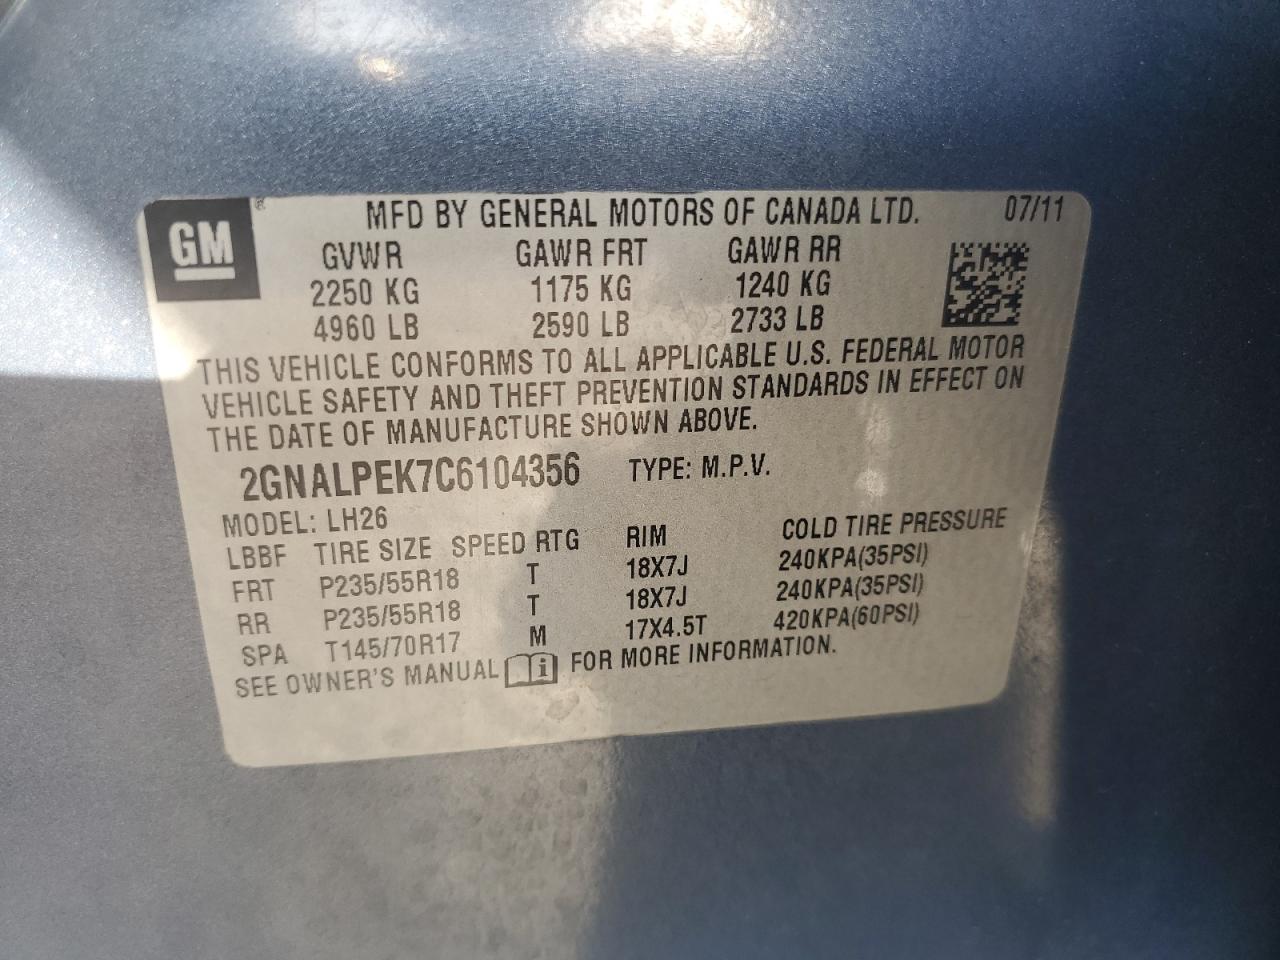 GM ® MFD BY GENERAL MOTORS OF CANADA LTD. 07/11
GVWR GAWR FRT GAWR RR
2250 KG 1175 KG 1240 KG
4960 LB 2590 LB 2733 LB
THIS VEHICLE CONFORMS TO ALL APPLICABLE U.S. FEDERAL MOTOR
VEHICLE SAFETY AND THEFT PREVENTION STANDARDS IN EFFECT ON
THE DATE OF MANUFACTURE SHOWN ABOVE.
2GNALPEK7C6104356 TYPE: M.P.V.
MODEL: LH26
LBBF TIRE SIZE SPEED RTG RIM COLD TIRE PRESSURE
FRT P235/55R18 T 18X7J 240KPA(35PSI)
RR P235/55R18 T 18X7J 240KPA(35PSI)
SPA T145/70R17 M 17X4.5T 420KPA(60PSI)
SEE OWNER'S MANUAL i FOR MORE INFORMATION.